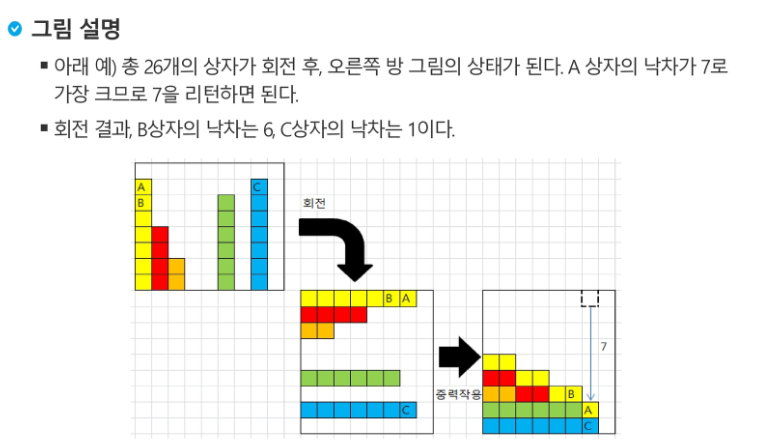 그림 설명
아래 예) 총 26개의 상자가 회전 후, 오른쪽 방 그림의 상태가 된다. A 상자의 낙차가 7로
가장 크므로 7을 리턴하면 된다.
회전 결과, B상자의 낙차는 6, C상자의 낙차는 1이다.
A
C
B
회전
B A
7
중력작용
B
C
A
C